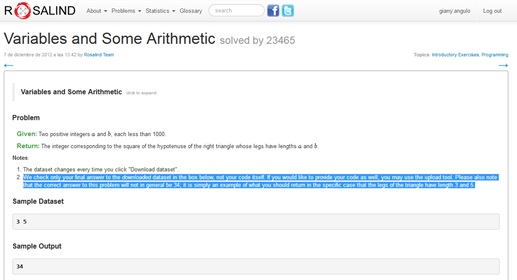 ROSALIND About Problems Statistics Glossary Search giany angulo Log out
Variables and Some Arithmetic solved by 23465
1 de diciembre de 2012 a las 13:42 by Rosalind Team Topics: Introductory Exercises, Programming
Variables and Some Arithmetic click to expand
Problem
Given: Two positive integers a and b, each less than 1000.
Return: The integer corresponding to the square of the hypotenuse of the right triangle whose legs have lengths a and b.
Notes:
1. The dataset changes every time you click "Download dataset".
2. We check only your final answer to the downloaded dataset in the box below, not your code itself. If you would like to provide your code as well, you may use the upload tool. Please also note
that the correct answer to this problem will not in general be 34; it is simply an example of what you should return in the specific case that the legs of the triangle have length 3 and 5.
Sample Dataset
3 5
Sample Output
34